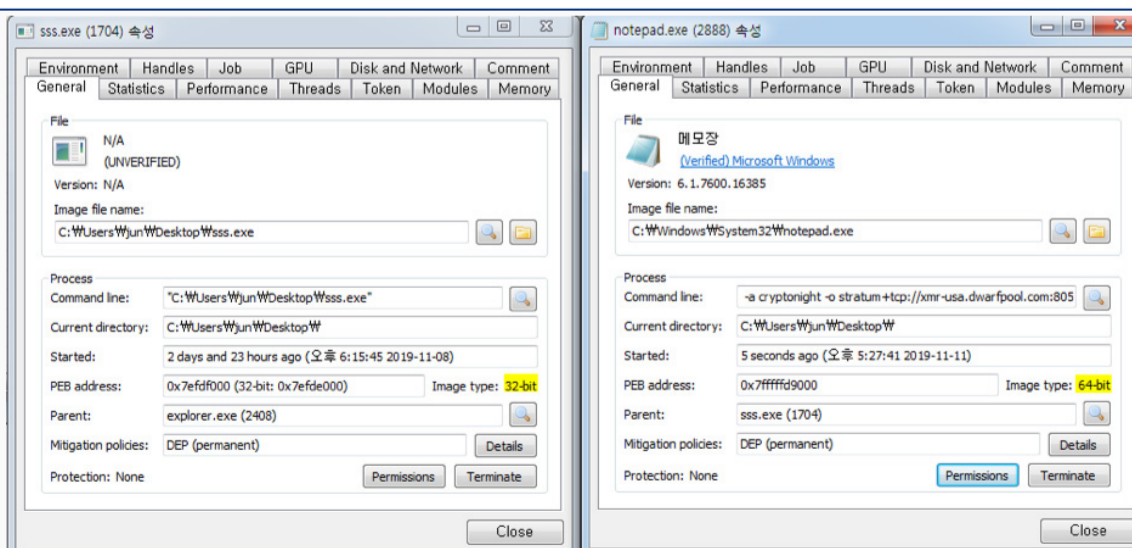 sss.exe (1704) 속성
Environment Handles Job GPU Disk and Network Comment
General Statistics Performance Threads Token Modules Memory
File
N/A
(UNVERIFIED)
Version: N/A
Image file name:
C:₩Users₩jun₩Desktop₩sss.exe
Process
Command line: "C:₩Users₩jun₩Desktop₩sss.exe"
Current directory: C:₩Users₩jun₩Desktop₩
Started: 2 days and 23 hours ago (오후 6:15:45 2019-11-08)
PEB address: 0x7efdf000 (32-bit: 0x7efde000) Image type: 32-bit
Parent: explorer.exe (2408)
Mitigation policies: DEP (permanent) Details
Protection: None Permissions Terminate
Close
notepad.exe (2888) 속성
Environment Handles Job GPU Disk and Network Comment
General Statistics Performance Threads Token Modules Memory
File
메모장
(Verified) Microsoft Windows
Version: 6.1.7600.16385
Image file name:
C:₩Windows₩System32₩notepad.exe
Process
Command line: -a cryptonight -o stratum+tcp://xmr-usa.dwarfpool.com:805
Current directory: C:₩Users₩jun₩Desktop₩
Started: 5 seconds ago (오후 5:27:41 2019-11-11)
PEB address: 0x7fffffd9000 Image type: 64-bit
Parent: sss.exe (1704)
Mitigation policies: DEP (permanent) Details
Protection: None Permissions Terminate
Close